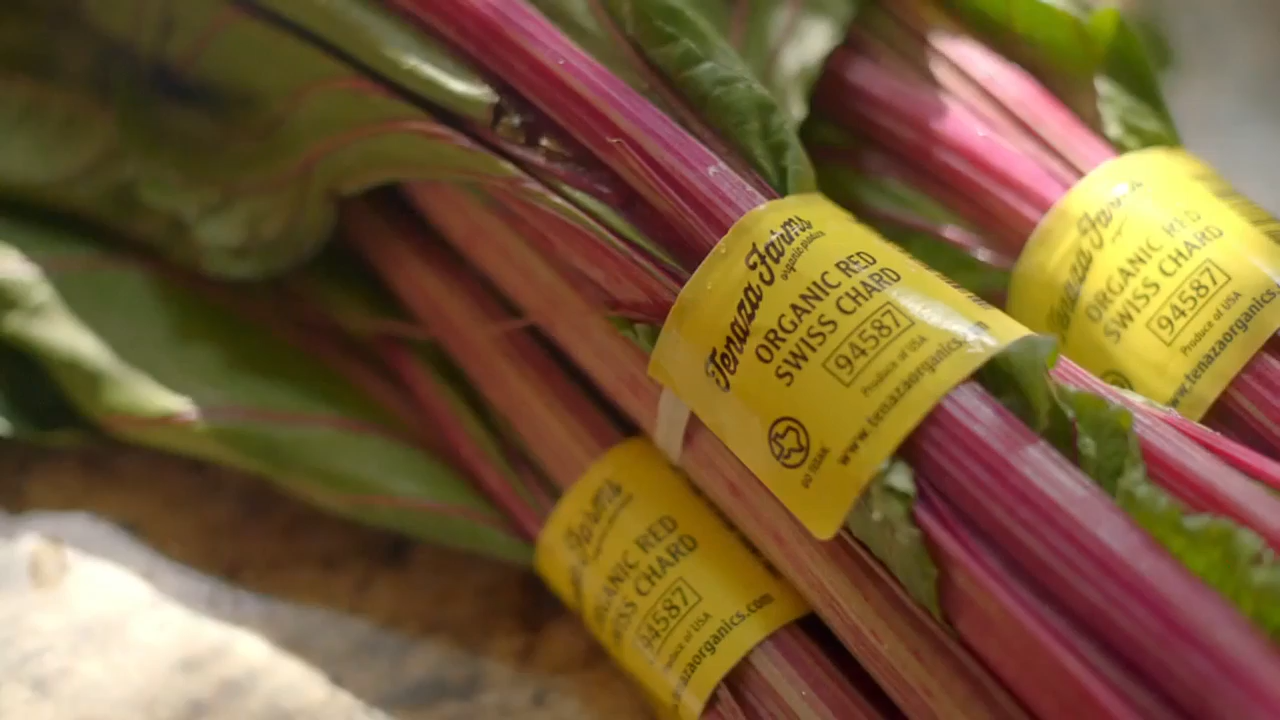 Tenaza Farms
organic produce
ORGANIC RED
SWISS CHARD
94587
Produce of USA
www.tenazaorganics.
GO TEXAN
Tenaza Farms
ORGANIC RED
SWISS CHARD
94587
Produce of USA
www.tenazaorganics.
Farms
ORGANIC RED
SWISS CHARD
94587
Produce of USA
tenazaorganics.com